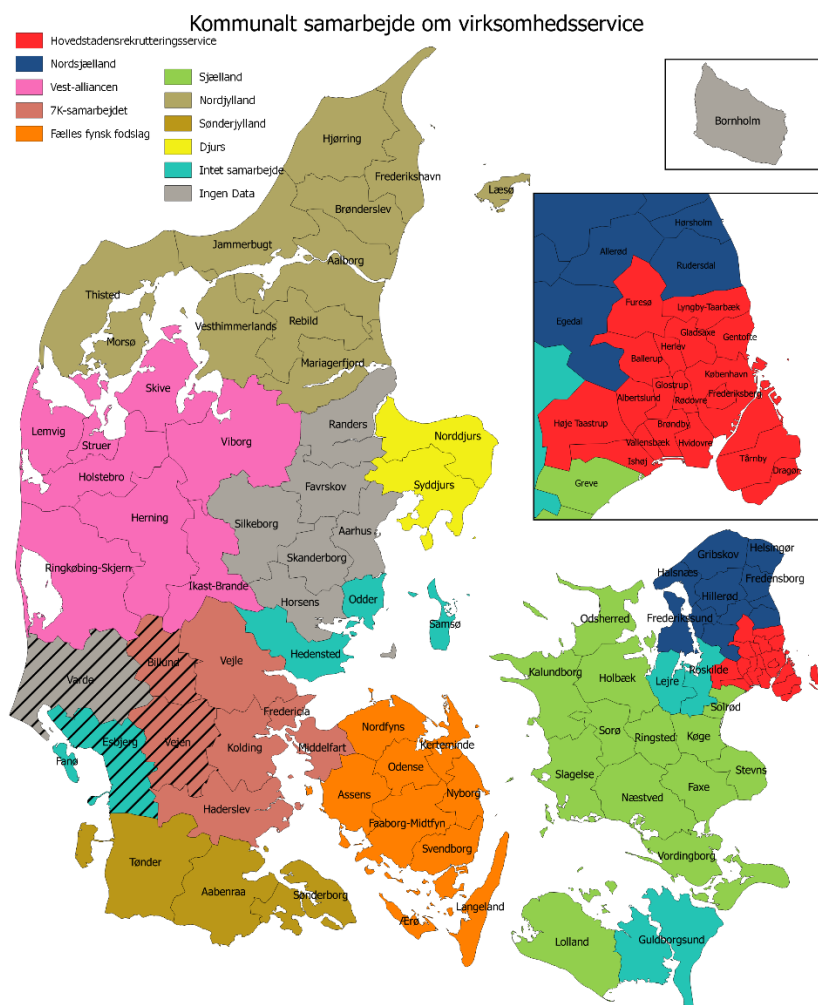 Kommunalt samarbejde om virksomhedsservice
Hovedstadensrekrutteringsservice
Nordsjælland
Vest-alliancen
7K-samarbejdet
Fælles fynsk fodslag
Sjælland
Nordjylland
Sønderjylland
Djurs
Intet samarbejde
Ingen Data
Bornholm
Hjørring
Frederikshavn
Læsø
Brønderslev
Jammerbugt
Aalborg
Thisted
Vesthimmerlands
Rebild
Morsø
Mariagerfjord
Skive
Lemvig
Struer
Viborg
Randers
Norddjurs
Holstebro
Favrskov
Syddjurs
Herning
Silkeborg
Aarhus
Skanderborg
Ringkøbing-Skjern
Ikast-Brande
Horsens
Odder
Samsø
Hedensted
Billund
Vejle
Varde
Fredericia
Esbjerg
Vejen
Kolding
Middelfart
Fanø
Haderslev
Tønder
Aabenraa
Sønderborg
Nordfyns
Kerteminde
Odense
Assens
Nyborg
Faaborg-Midtfyn
Svendborg
Langeland
Ærø
Hørsholm
Allerød
Rudersdal
Furesø
Lyngby-Taarbæk
Egedal
Gladsaxe
Gentofte
Herlev
Ballerup
København
Glostrup
Frederiksberg
Albertslund
Rødovre
Høje Taastrup
Brøndby
Vallensbæk
Hvidovre
Ishøj
Tårnby
Dragør
Greve
Gribskov
Helsingør
Halsnæs
Fredensborg
Hillerød
Frederikssund
Odsherred
Kalundborg
Holbæk
Lejre
Roskilde
Solrød
Sorø
Ringsted
Køge
Slagelse
Stevns
Næstved
Faxe
Vordingborg
Lolland
Guldborgsund